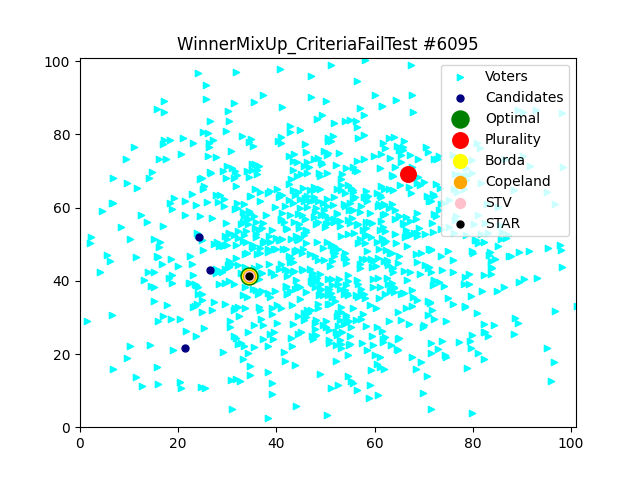 WinnerMixUp_CriteriaFailTest #6095
100
80
60
40
20
0
0
20
40
60
80
100
Voters
Candidates
Optimal
Plurality
Borda
Copeland
STV
STAR